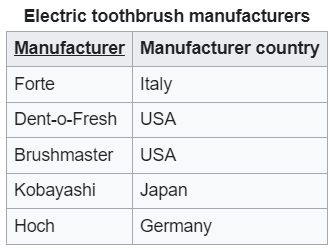 Electric toothbrush manufacturers
Manufacturer Manufacturer country
Forte Italy
Dent-o-Fresh USA
Brushmaster USA
Kobayashi Japan
Hoch Germany